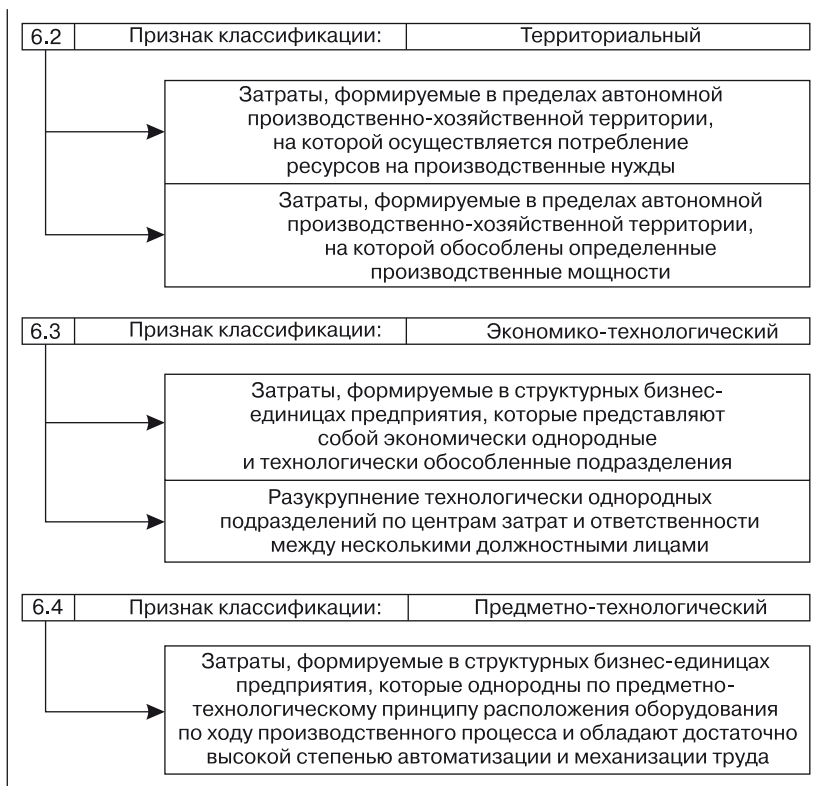 6.2 Признак классификации: Территориальный
Затраты, формируемые в пределах автономной
производственно-хозяйственной территории,
на которой осуществляется потребление
ресурсов на производственные нужды
Затраты, формируемые в пределах автономной
производственно-хозяйственной территории,
на которой обособлены определенные
производственные мощности
6.3 Признак классификации: Экономико-технологический
Затраты, формируемые в структурных бизнес-
единицах предприятия, которые представляют
собой экономически однородные
и технологически обособленные подразделения
Разукрупнение технологически однородных
подразделений по центрам затрат и ответственности
между несколькими должностными лицами
6.4 Признак классификации: Предметно-технологический
Затраты, формируемые в структурных бизнес-единицах
предприятия, которые однородны по предметно-
технологическому принципу расположения оборудования
по ходу производственного процесса и обладают достаточно
высокой степенью автоматизации и механизации труда